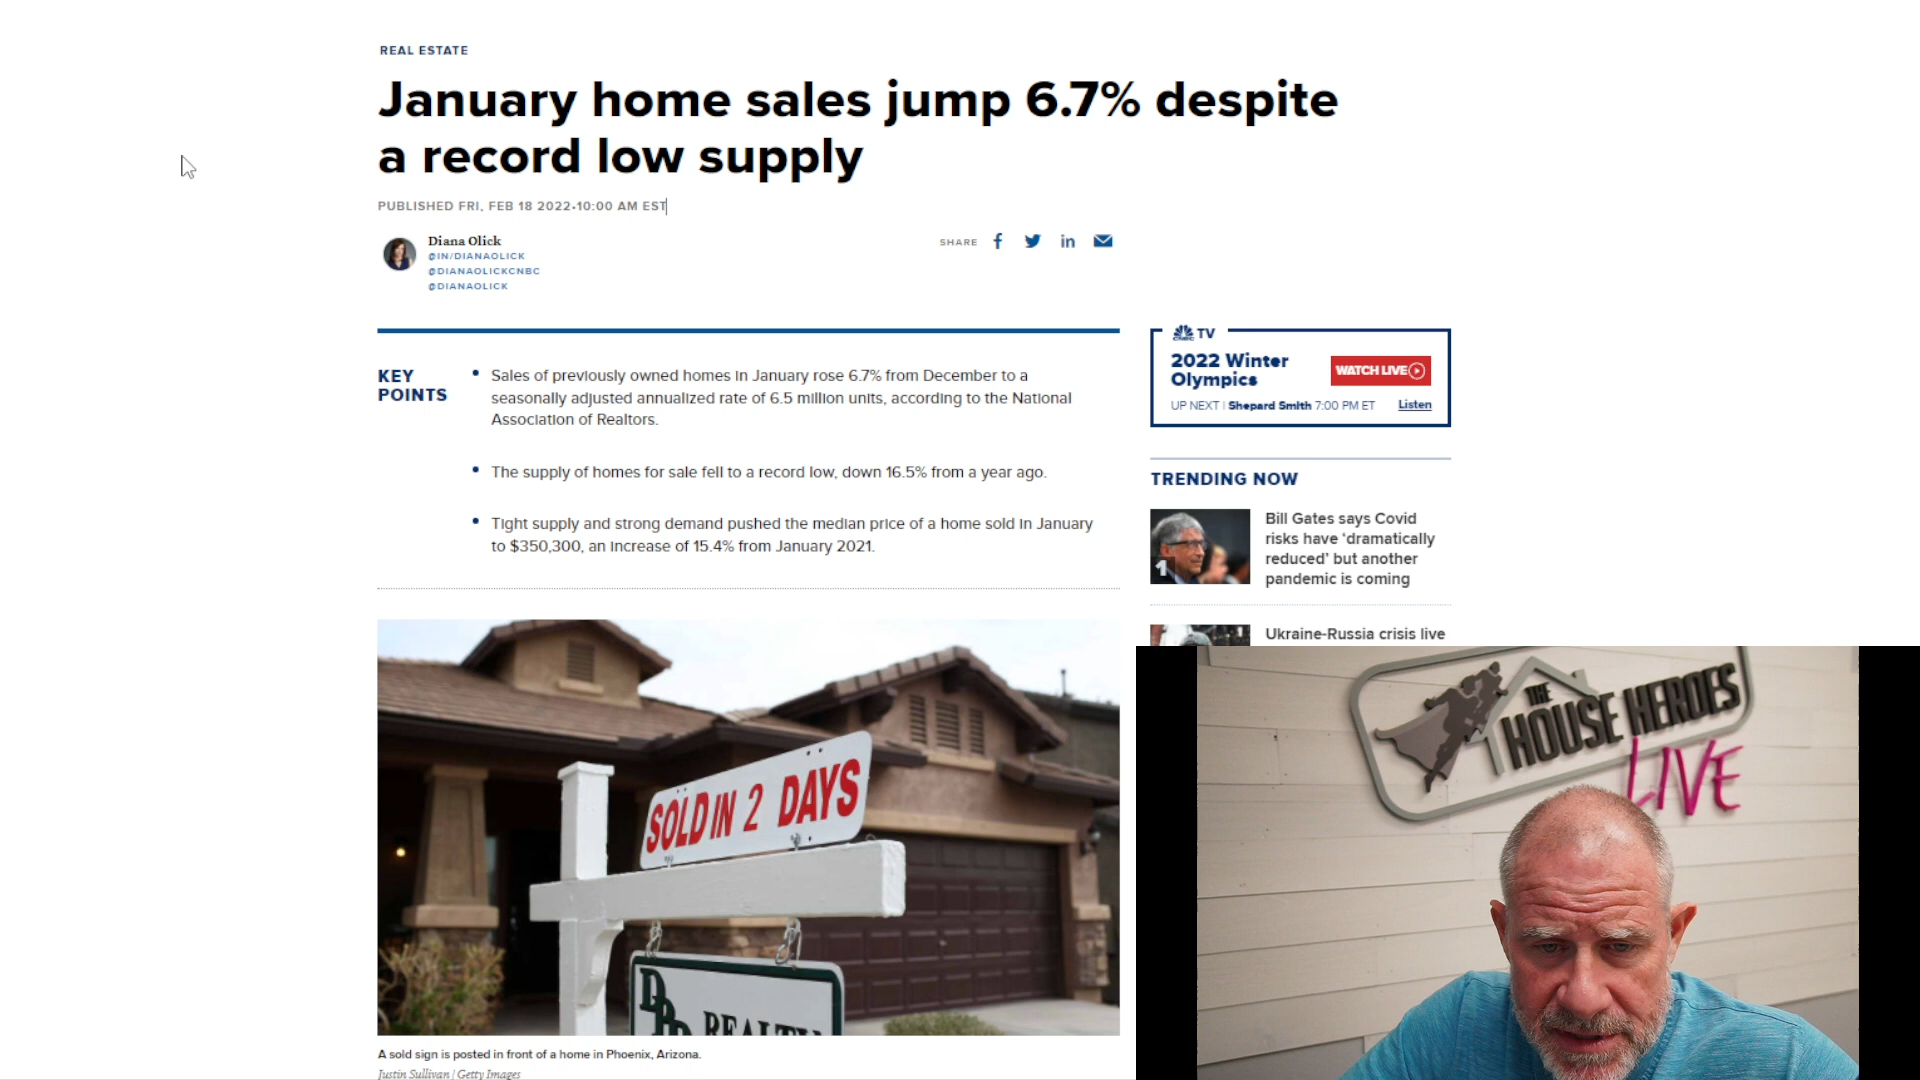 REAL ESTATE
January home sales jump 6.7% despite
a record low supply
PUBLISHED FRI, FEB 18 2022•10:00 AM EST
Diana Olick
@IN/DIANAOLICK
@DIANAOLICKCNBC
@DIANAOLICK
SHARE
KEY
POINTS
Sales of previously owned homes in January rose 6.7% from December to a
seasonally adjusted annualized rate of 6.5 million units, according to the National
Association of Realtors.
The supply of homes for sale fell to a record low, down 16.5% from a year ago.
Tight supply and strong demand pushed the median price of a home sold in January
to $350,300, an increase of 15.4% from January 2021.
CNBC TV
2022 Winter
Olympics
WATCH LIVE
UP NEXT | Shepard Smith 7:00 PM ET
Listen
TRENDING NOW
1
Bill Gates says Covid
risks have ‘dramatically
reduced’ but another
pandemic is coming
Ukraine-Russia crisis live
SOLD IN 2 DAYS
REALTY
A sold sign is posted in front of a home in Phoenix, Arizona.
Justin Sullivan | Getty Images
THE
HOUSE HEROES
LIVE